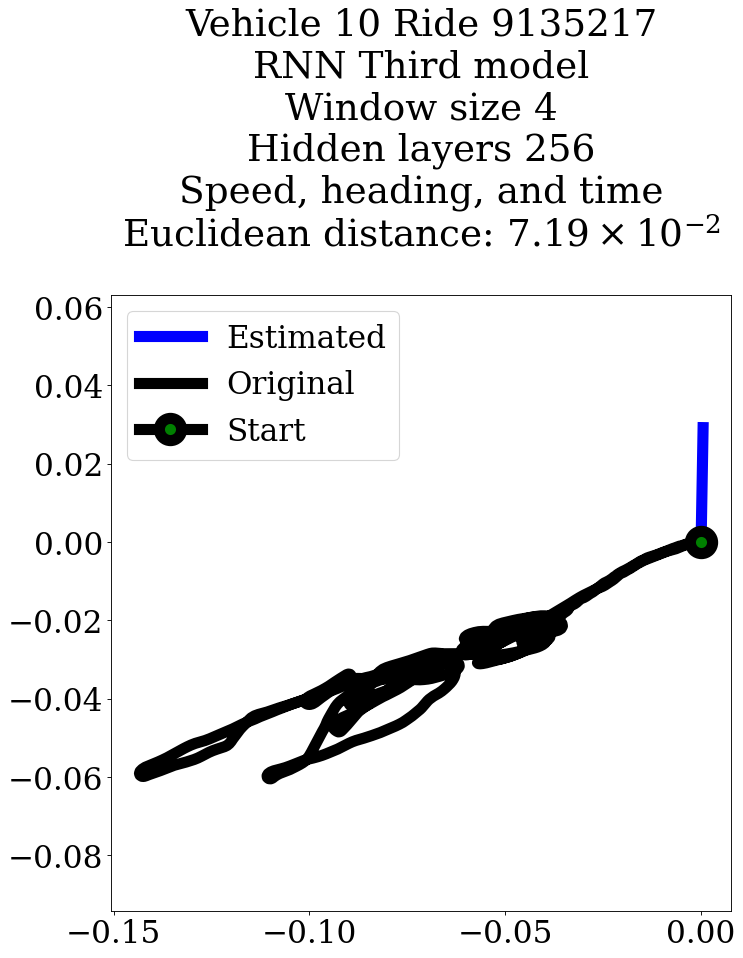 Vehicle 10 Ride 9135217
RNN Third model
Window size 4
Hidden layers 256
Speed, heading, and time
Euclidean distance: 7.19 × 10⁻²
0.06
0.04
0.02
0.00
−0.02
−0.04
−0.06
−0.08
Estimated
Original
Start
−0.15
−0.10
−0.05
0.00